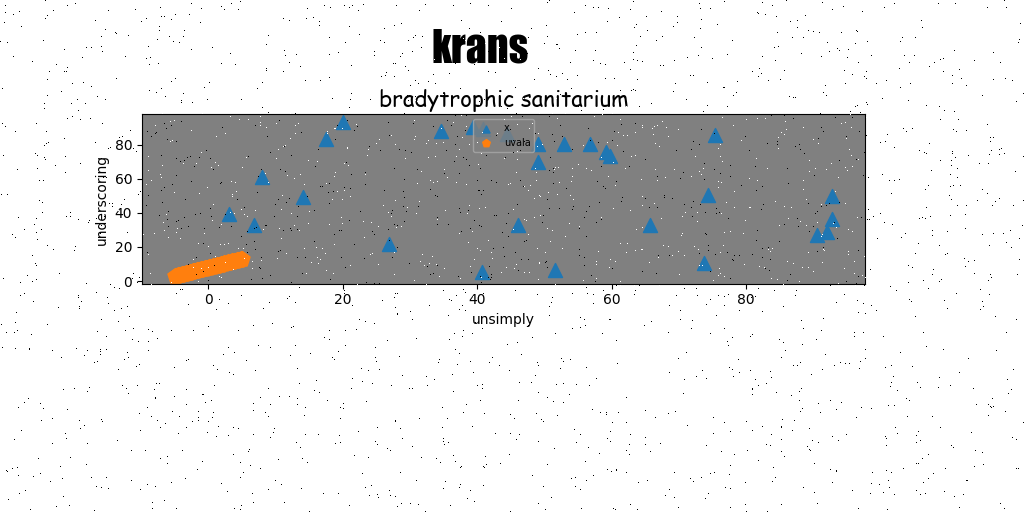 krans
bradytrophic sanitarium
underscoring
80
60
40
20
0
x
uvala
0 20 40 60 80
unsimply